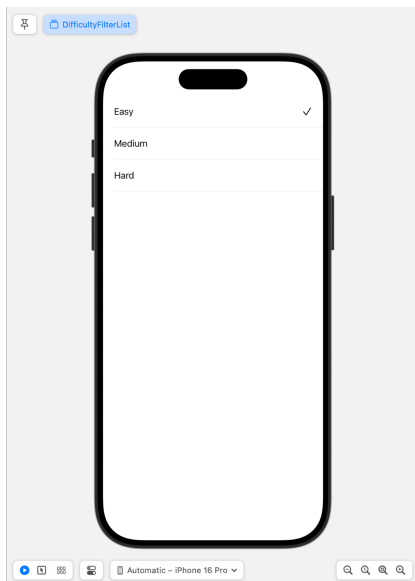 DifficultyFilterList
Easy
Medium
Hard
Automatic – iPhone 16 Pro